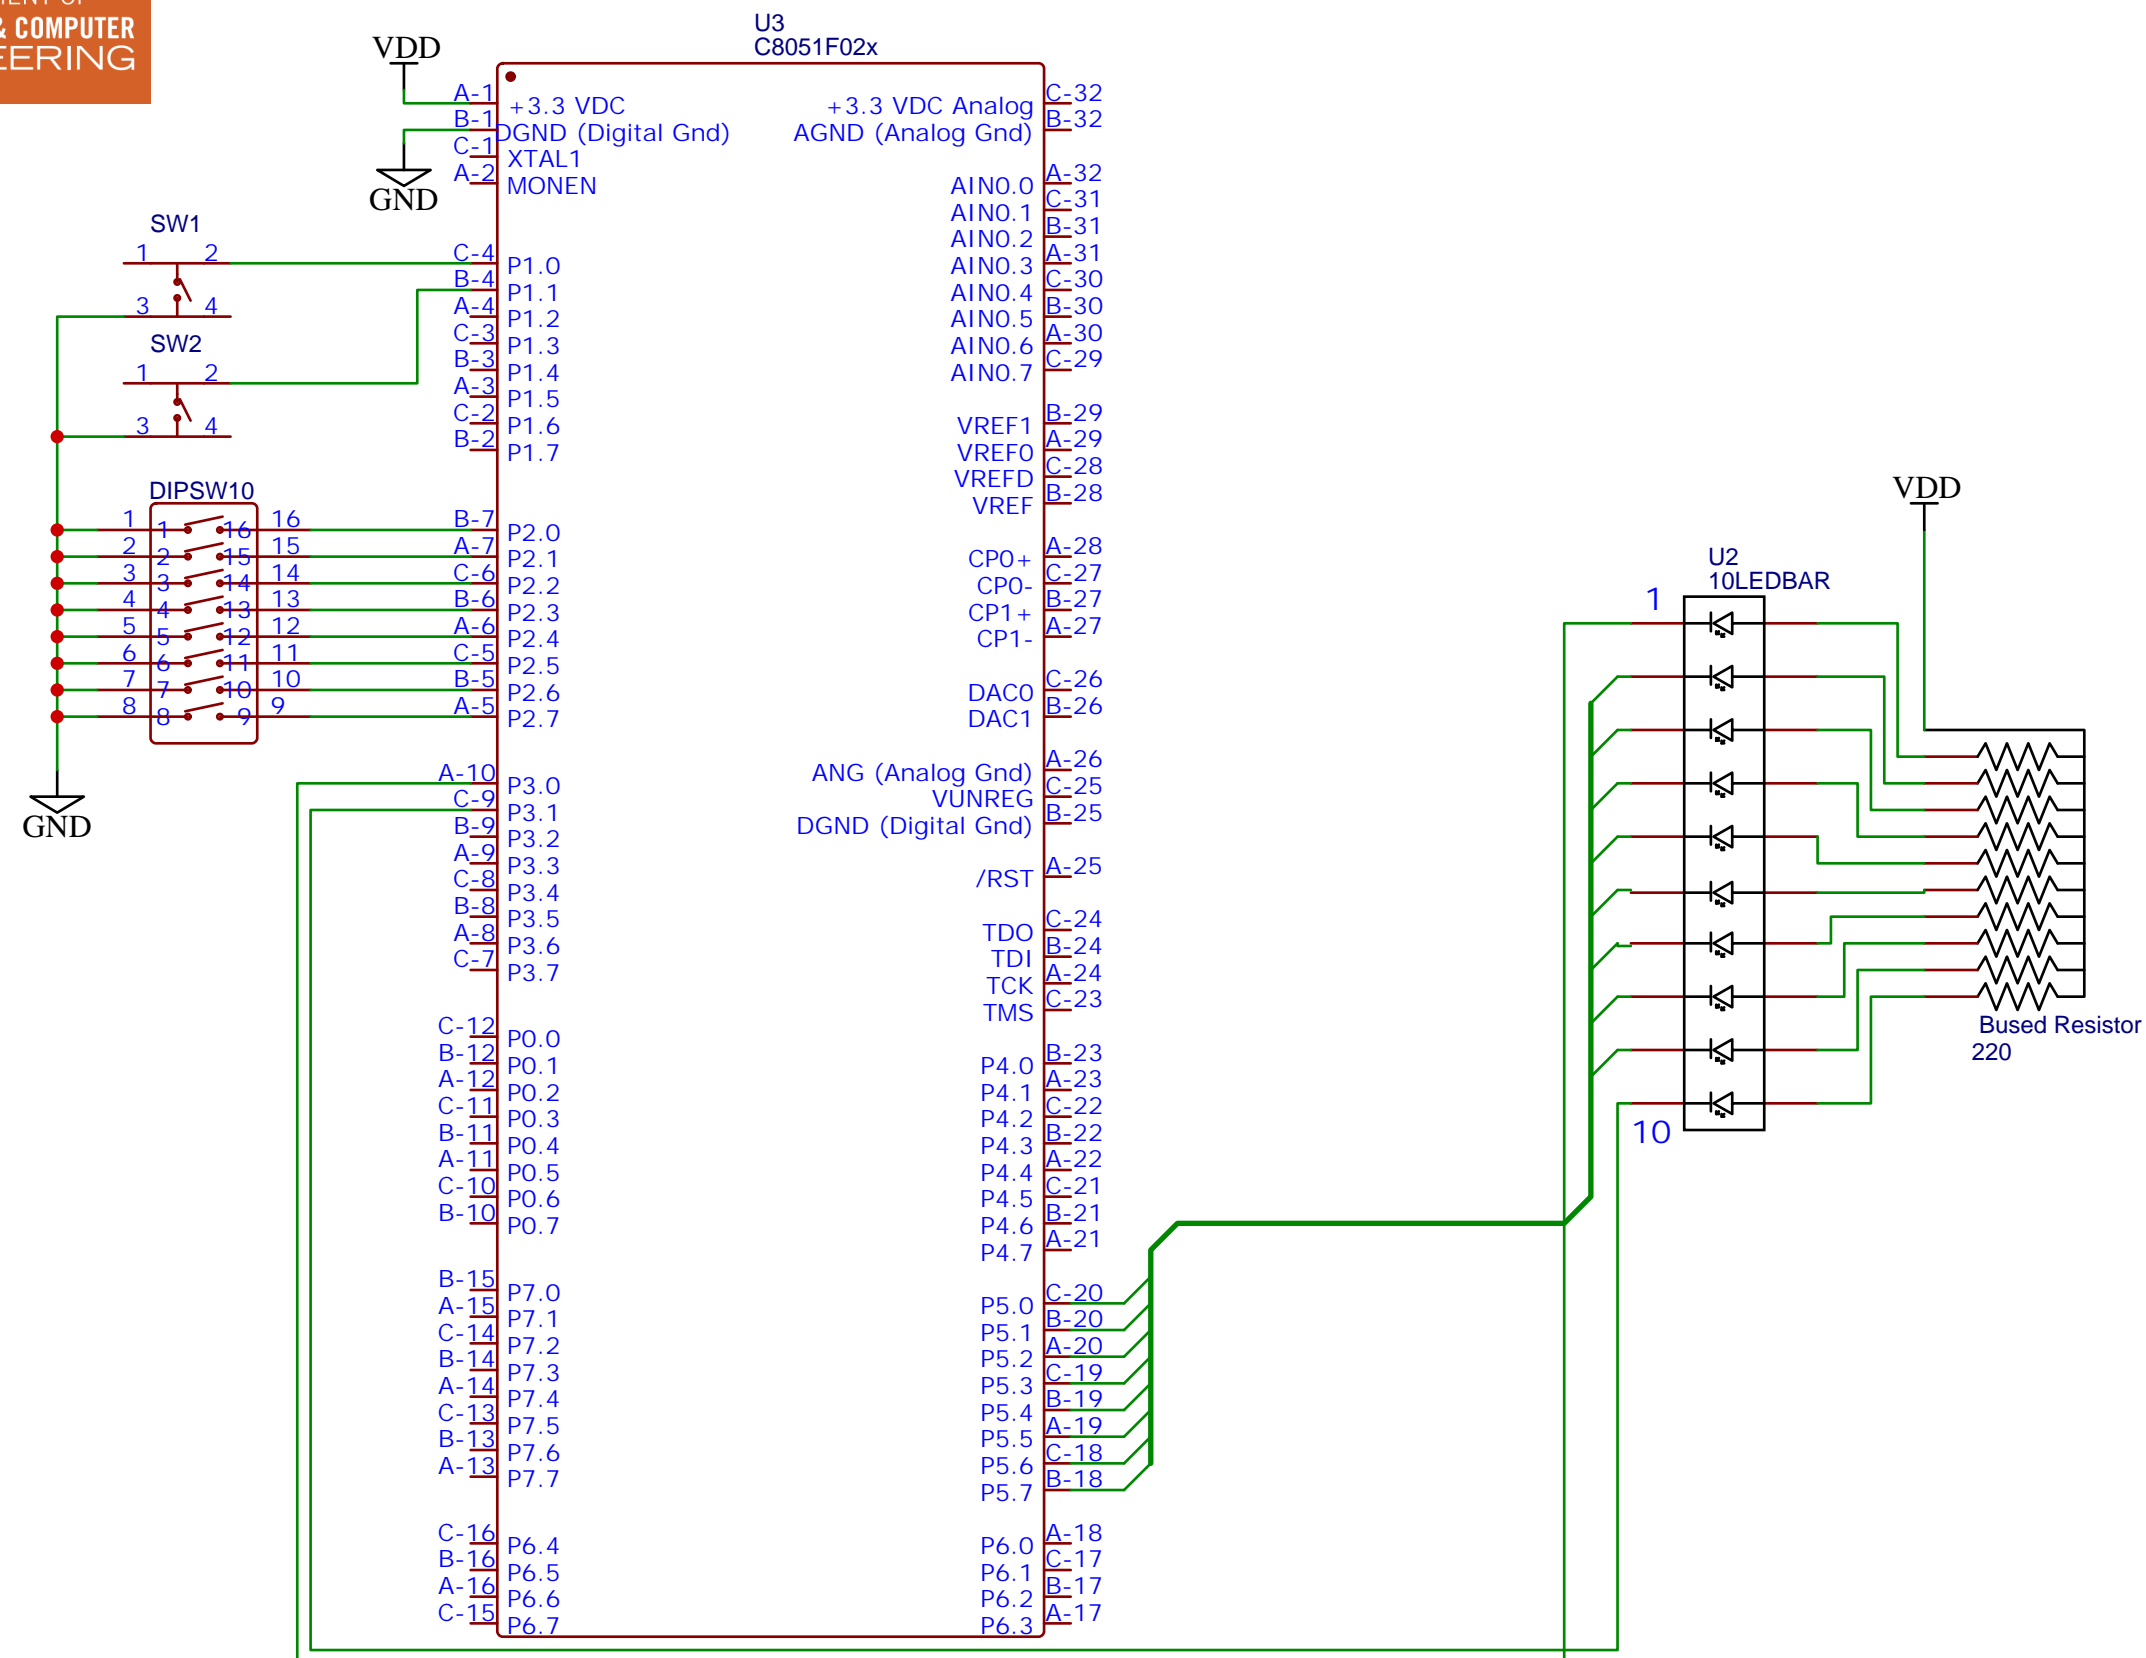 & COMPUTER
U3
C8051F02x
VDD
GND
A-1 +3.3 VDC
B-1 DGND (Digital Gnd)
C-1 XTAL1
A-2 MONEN
C-4 P1.0
B-4 P1.1
A-4 P1.2
C-3 P1.3
B-3 P1.4
A-3 P1.5
C-2 P1.6
B-2 P1.7
B-7 P2.0
A-7 P2.1
C-6 P2.2
B-6 P2.3
A-6 P2.4
C-5 P2.5
B-5 P2.6
A-5 P2.7
A-10 P3.0
C-9 P3.1
B-9 P3.2
A-9 P3.3
C-8 P3.4
B-8 P3.5
A-8 P3.6
C-7 P3.7
C-12 P0.0
B-12 P0.1
A-12 P0.2
C-11 P0.3
B-11 P0.4
A-11 P0.5
C-10 P0.6
B-10 P0.7
B-15 P7.0
A-15 P7.1
C-14 P7.2
B-14 P7.3
A-14 P7.4
C-13 P7.5
B-13 P7.6
A-13 P7.7
C-16 P6.4
B-16 P6.5
A-16 P6.6
C-15 P6.7
+3.3 VDC Analog C-32
AGND (Analog Gnd) B-32
AIN0.0 A-32
AIN0.1 C-31
AIN0.2 B-31
AIN0.3 A-31
AIN0.4 C-30
AIN0.5 B-30
AIN0.6 A-30
AIN0.7 C-29
VREF1 B-29
VREF0 A-29
VREFD C-28
VREF B-28
CP0+ A-28
CP0- C-27
CP1+ B-27
CP1- A-27
DAC0 C-26
DAC1 B-26
ANG (Analog Gnd) A-26
VUNREG C-25
DGND (Digital Gnd) B-25
/RST A-25
TDO C-24
TDI B-24
TCK A-24
TMS C-23
P4.0 B-23
P4.1 A-23
P4.2 C-22
P4.3 B-22
P4.4 A-22
P4.5 C-21
P4.6 B-21
P4.7 A-21
P5.0 C-20
P5.1 B-20
P5.2 A-20
P5.3 C-19
P5.4 B-19
P5.5 A-19
P5.6 C-18
P5.7 B-18
P6.0 A-18
P6.1 C-17
P6.2 B-17
P6.3 A-17
SW1
1 2
3 4
SW2
1 2
3 4
DIPSW10
1 1 16 16
2 2 15 15
3 3 14 14
4 4 13 13
5 5 12 12
6 6 11 11
7 7 10 10
8 8 9 9
GND
VDD
U2
10LEDBAR
1
10
Bused Resistor
220